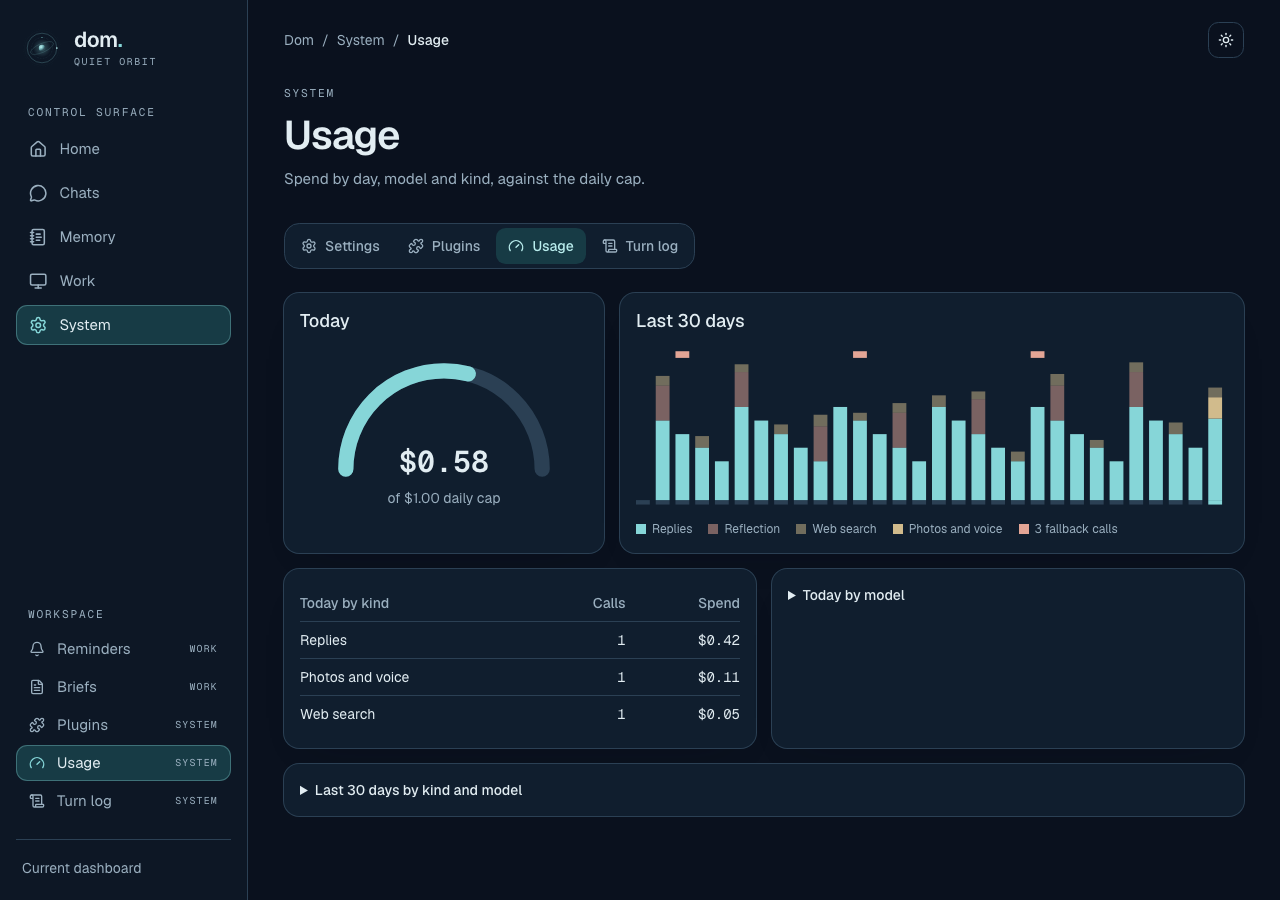 dom.
QUIET ORBIT
CONTROL SURFACE
Home
Chats
Memory
Work
System
WORKSPACE
Reminders WORK
Briefs WORK
Plugins SYSTEM
Usage SYSTEM
Turn log SYSTEM
Current dashboard
Dom / System / Usage
SYSTEM
Usage
Spend by day, model and kind, against the daily cap.
Settings Plugins Usage Turn log
Today
$0.58
of $1.00 daily cap
Last 30 days
Replies Reflection Web search Photos and voice 3 fallback calls
Today by kind Calls Spend
Replies 1 $0.42
Photos and voice 1 $0.11
Web search 1 $0.05
Today by model
Last 30 days by kind and model